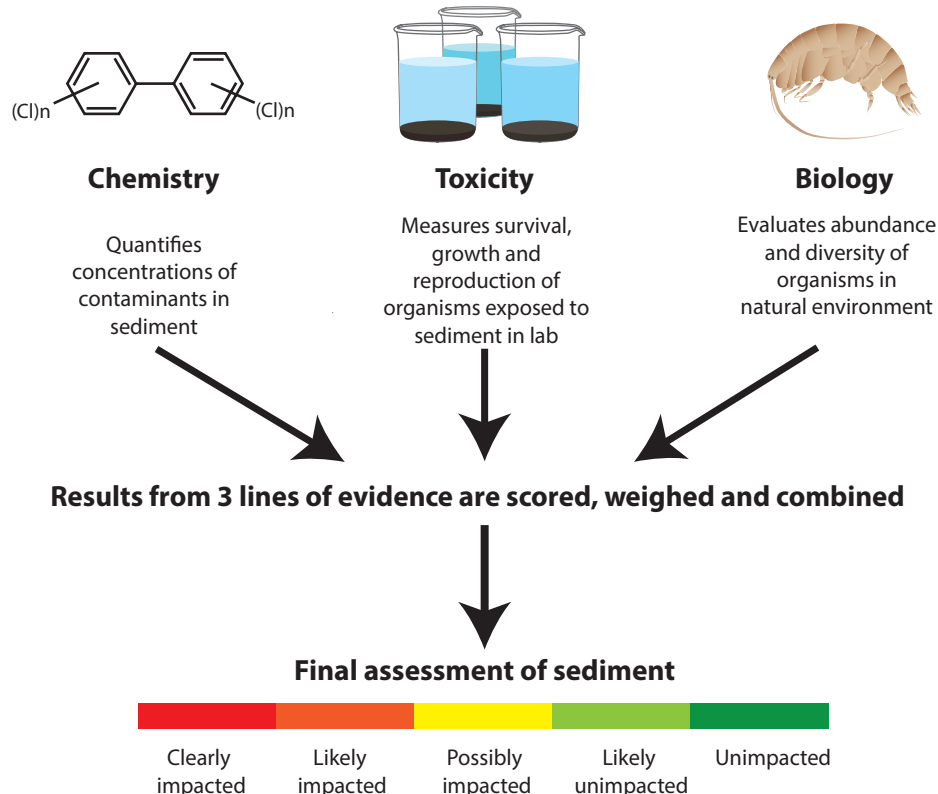 (Cl)n
(Cl)n
Chemistry
Quantifies
concentrations of
contaminants in
sediment
Toxicity
Measures survival,
growth and
reproduction of
organisms exposed to
sediment in lab
Biology
Evaluates abundance
and diversity of
organisms in
natural environment
Results from 3 lines of evidence are scored, weighed and combined
Final assessment of sediment
Clearly
impacted
Likely
impacted
Possibly
impacted
Likely
unimpacted
Unimpacted